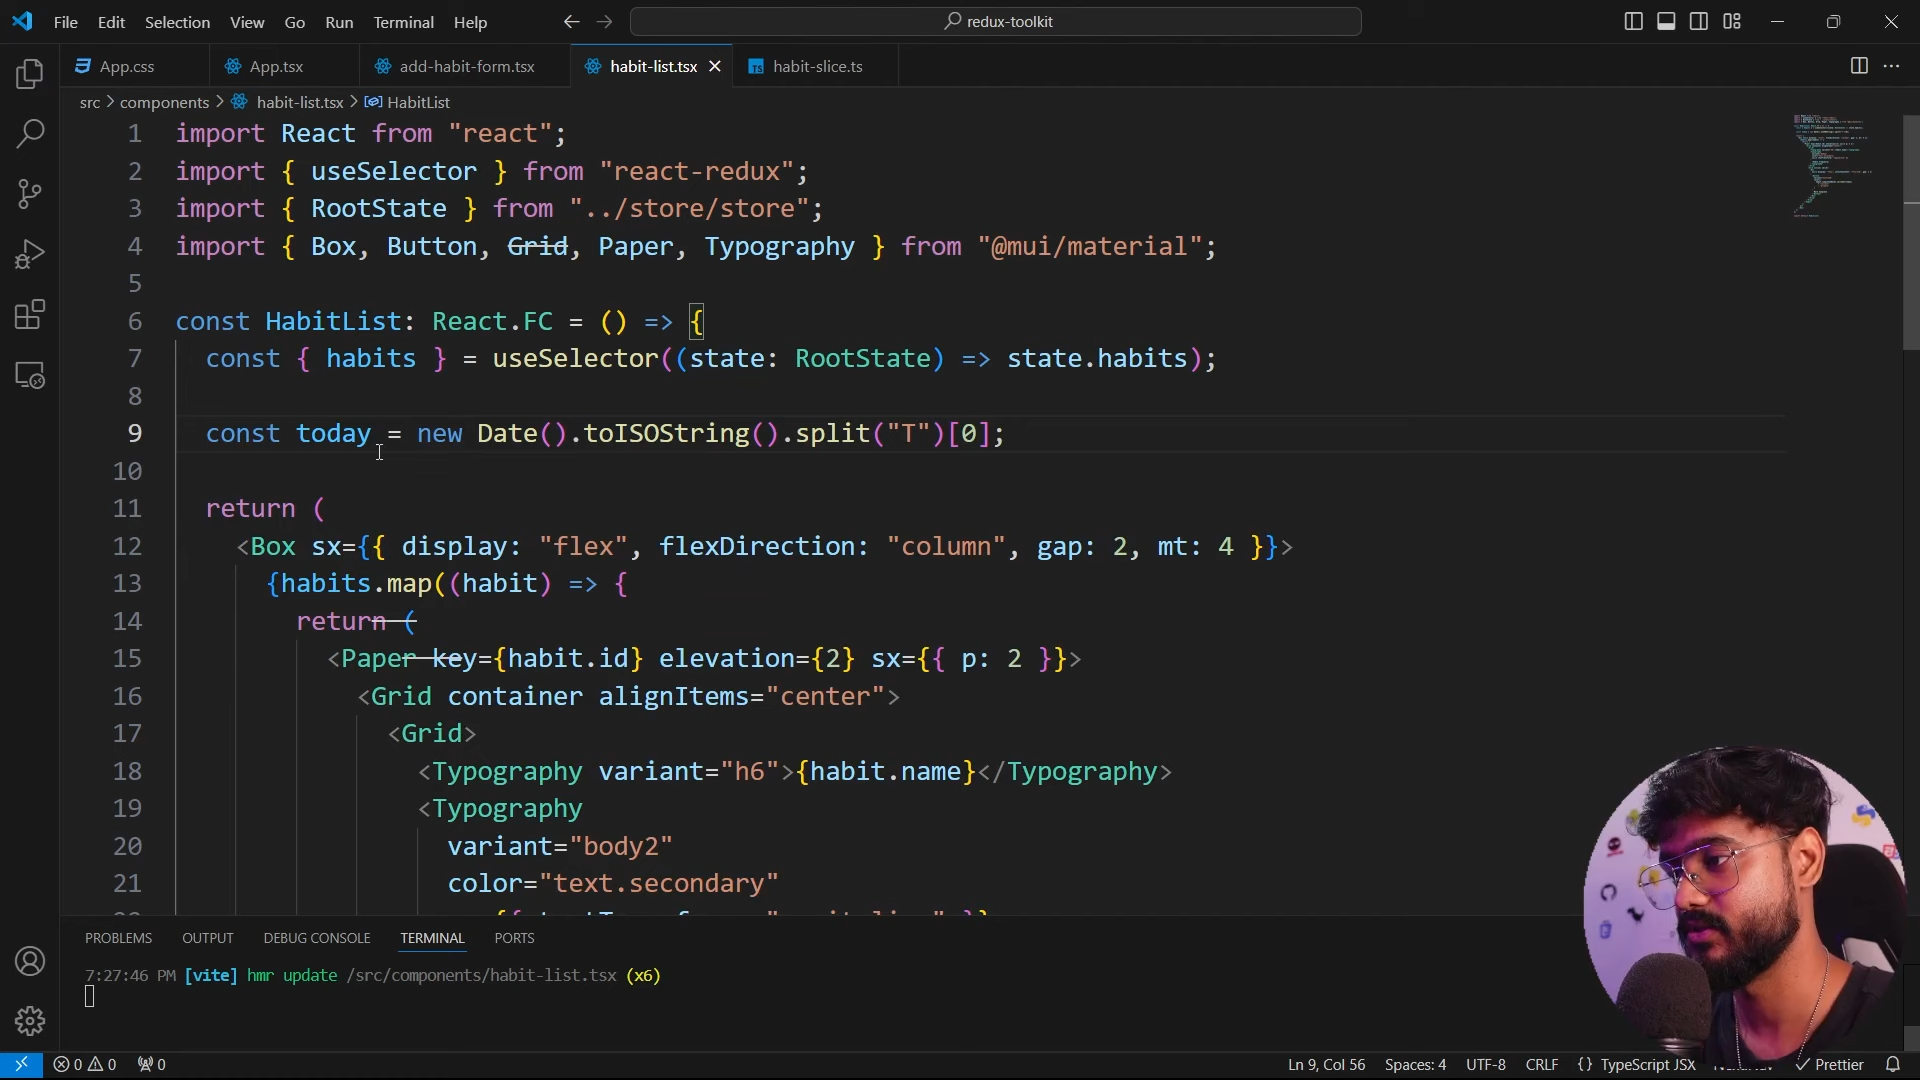 File Edit Selection View Go Run Terminal Help
redux-toolkit
App.css App.tsx add-habit-form.tsx habit-list.tsx TS habit-slice.ts
src components habit-list.tsx HabitList
1 import React from "react";
2 import { useSelector } from "react-redux";
3 import { RootState } from "../store/store";
4 import { Box, Button, Grid, Paper, Typography } from "@mui/material";
5
6 const HabitList: React.FC = () => {
7 const { habits } = useSelector((state: RootState) => state.habits);
8
9 const today = new Date().toISOString().split("T")[0];
10
11 return (
12 <Box sx={{ display: "flex", flexDirection: "column", gap: 2, mt: 4 }}>
13 {habits.map((habit) => {
14 return (
15 <Paper key={habit.id} elevation={2} sx={{ p: 2 }}>
16 <Grid container alignItems="center">
17 <Grid>
18 <Typography variant="h6">{habit.name}</Typography>
19 <Typography
20 variant="body2"
21 color="text.secondary"
PROBLEMS OUTPUT DEBUG CONSOLE TERMINAL PORTS
7:27:46 PM [vite] hmr update /src/components/habit-list.tsx (x6)
0 0 0 Ln 9, Col 56 Spaces: 4 UTF-8 CRLF {} TypeScript JSX Prettier